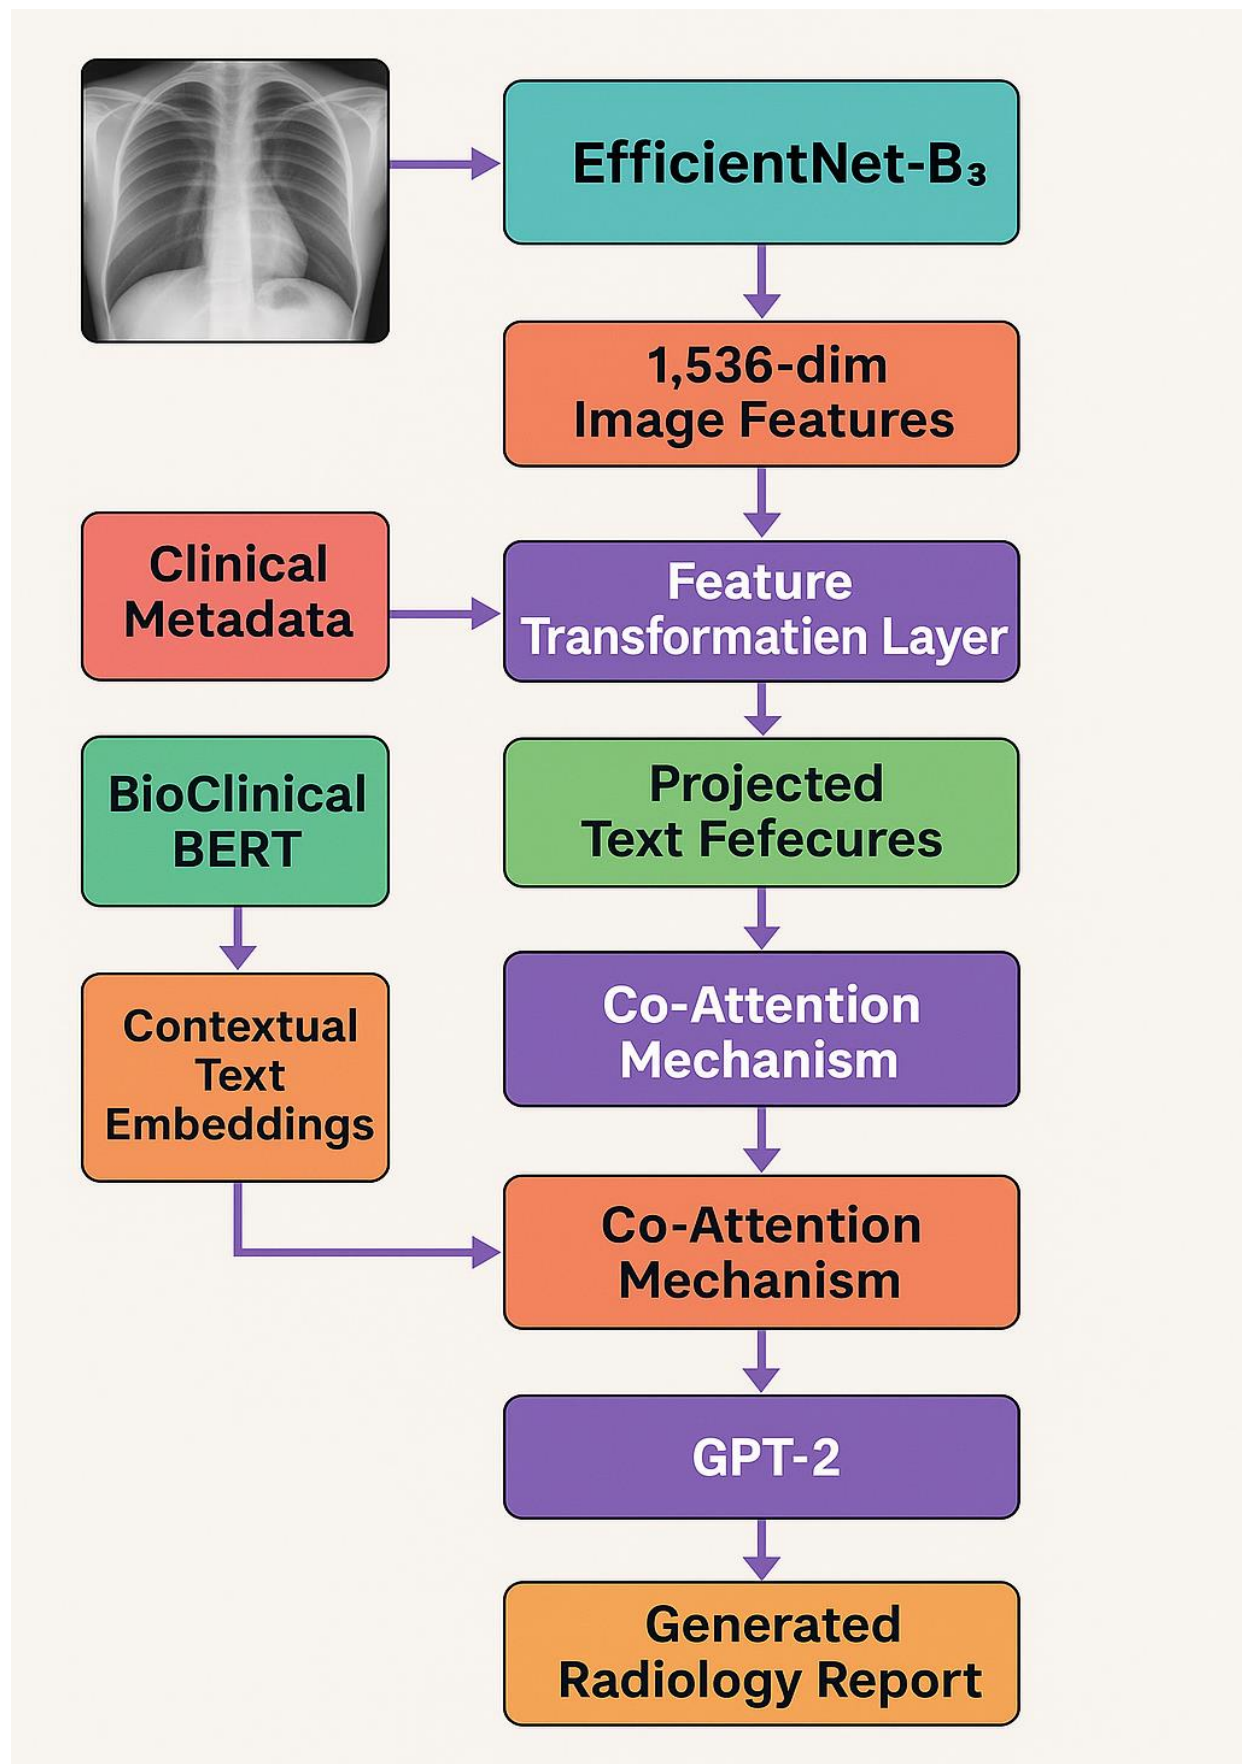 EfficientNet-B₃
1,536-dim
Image Features
Clinical
Metadata
Feature
Transformatien Layer
BioClinical
BERT
Projected
Text Fefecures
Contextual
Text
Embeddings
Co-Attention
Mechanism
Co-Attention
Mechanism
GPT-2
Generated
Radiology Report